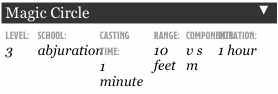 Magic Circle ▼
LEVEL: SCHOOL: CASTING TIME: RANGE: COMPONENTS: DURATION:
3 abjuration 1 minute 10 feet v s m 1 hour